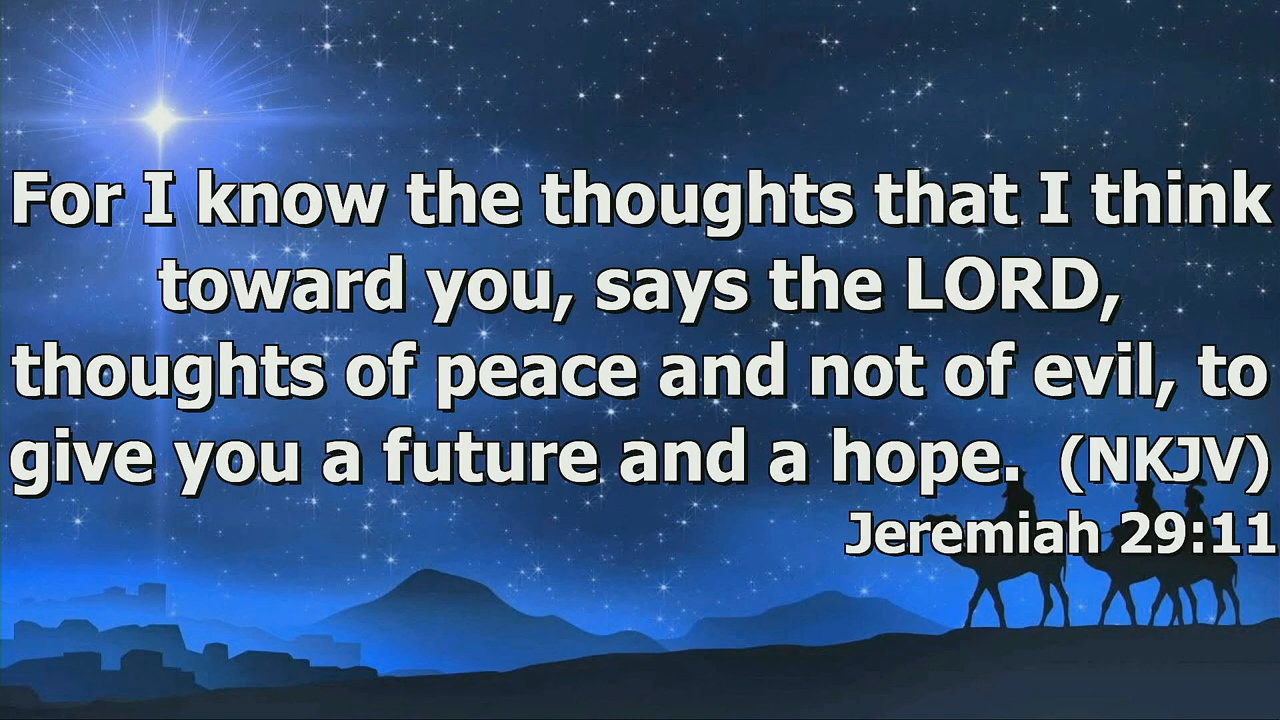 For I know the thoughts that I think
toward you, says the LORD,
thoughts of peace and not of evil, to
give you a future and a hope. (NKJV)
Jeremiah 29:11